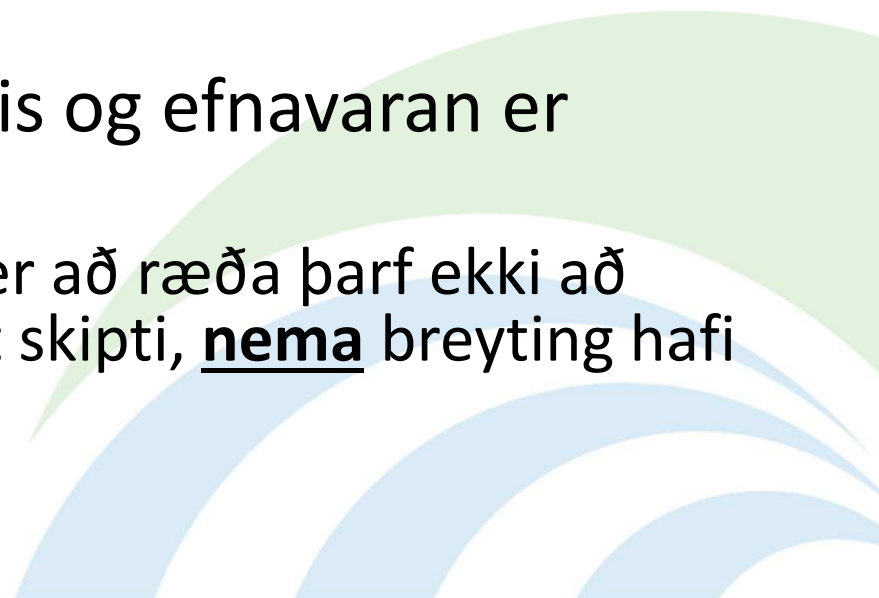 is og efnavaran er
er að ræða þarf ekki að
skipti, nema breyting hafi